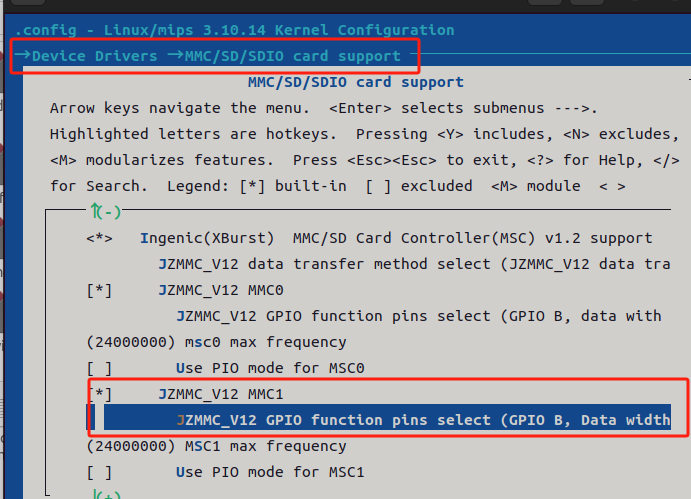 .config - Linux/mips 3.10.14 Kernel Configuration
→Device Drivers →MMC/SD/SDIO card support
MMC/SD/SDIO card support
Arrow keys navigate the menu.  <Enter> selects submenus --->.
Highlighted letters are hotkeys.  Pressing <Y> includes, <N> excludes,
<M> modularizes features.  Press <Esc><Esc> to exit, <?> for Help, </>
for Search.  Legend: [*] built-in  [ ] excluded  <M> module  < >
↑(-)
<*>   Ingenic(XBurst)  MMC/SD Card Controller(MSC) v1.2 support
JZMMC_V12 data transfer method select (JZMMC_V12 data tra
[*]     JZMMC_V12 MMC0
JZMMC_V12 GPIO function pins select (GPIO B, data with
(24000000) msc0 max frequency
[ ]       Use PIO mode for MSC0
[*]     JZMMC_V12 MMC1
JZMMC_V12 GPIO function pins select (GPIO B, Data width
(24000000) MSC1 max frequency
[ ]       Use PIO mode for MSC1
↓(+)